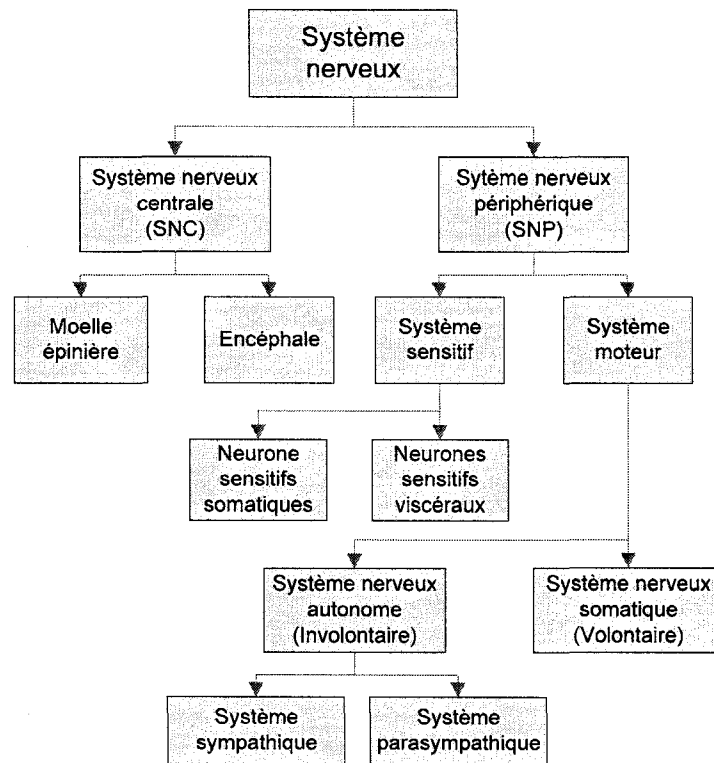 Système
nerveux
Système nerveux
centrale
(SNC)
Sytème nerveux
périphérique
(SNP)
Moelle
épinière
Encéphale
Système
sensitif
Système
moteur
Neurone
sensitifs
somatiques
Neurones
sensitifs
viscéraux
Système nerveux
autonome
(Involontaire)
Système nerveux
somatique
(Volontaire)
Système
sympathique
Système
parasympathique